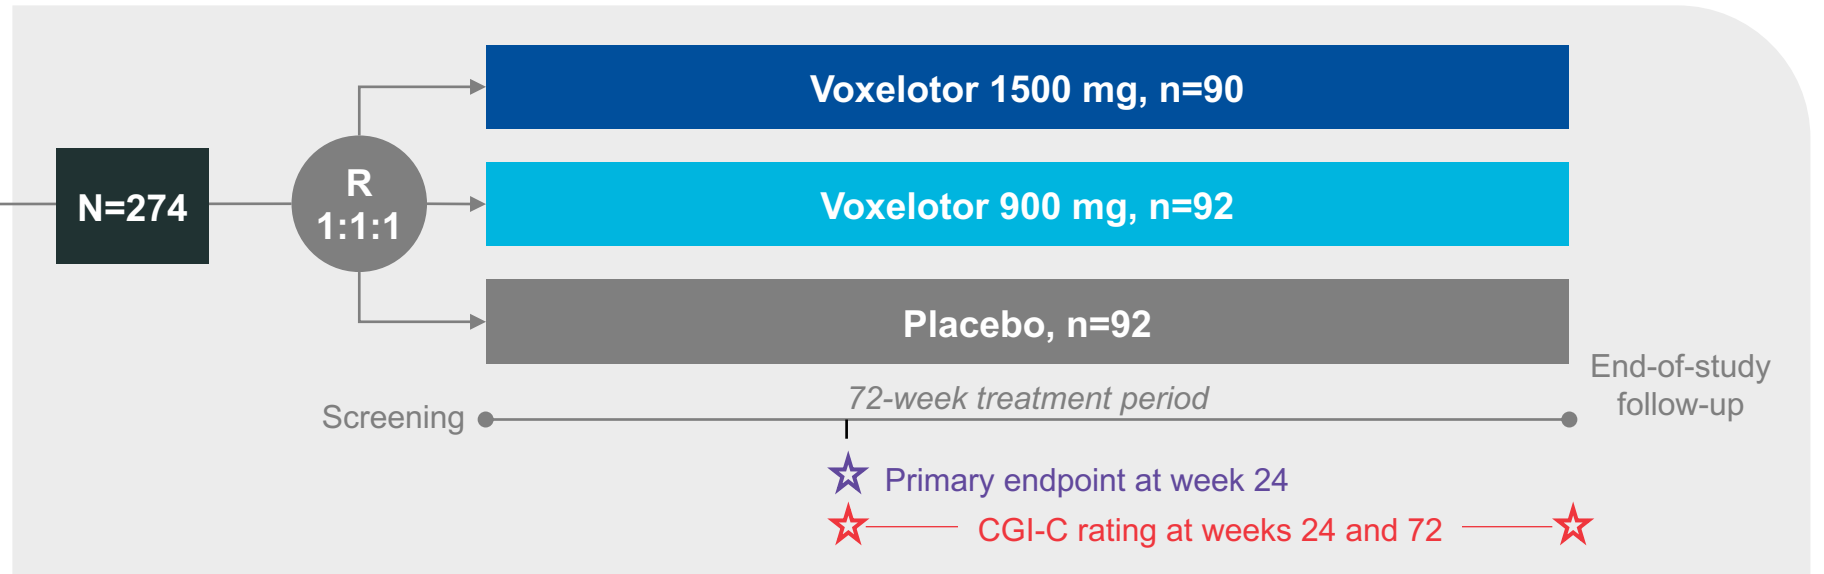 Voxelotor 1500 mg, n=90
N=274
R
1:1:1
Voxelotor 900 mg, n=92
Placebo, n=92
72-week treatment period
Screening
End-of-study
follow-up
Primary endpoint at week 24
CGI-C rating at weeks 24 and 72